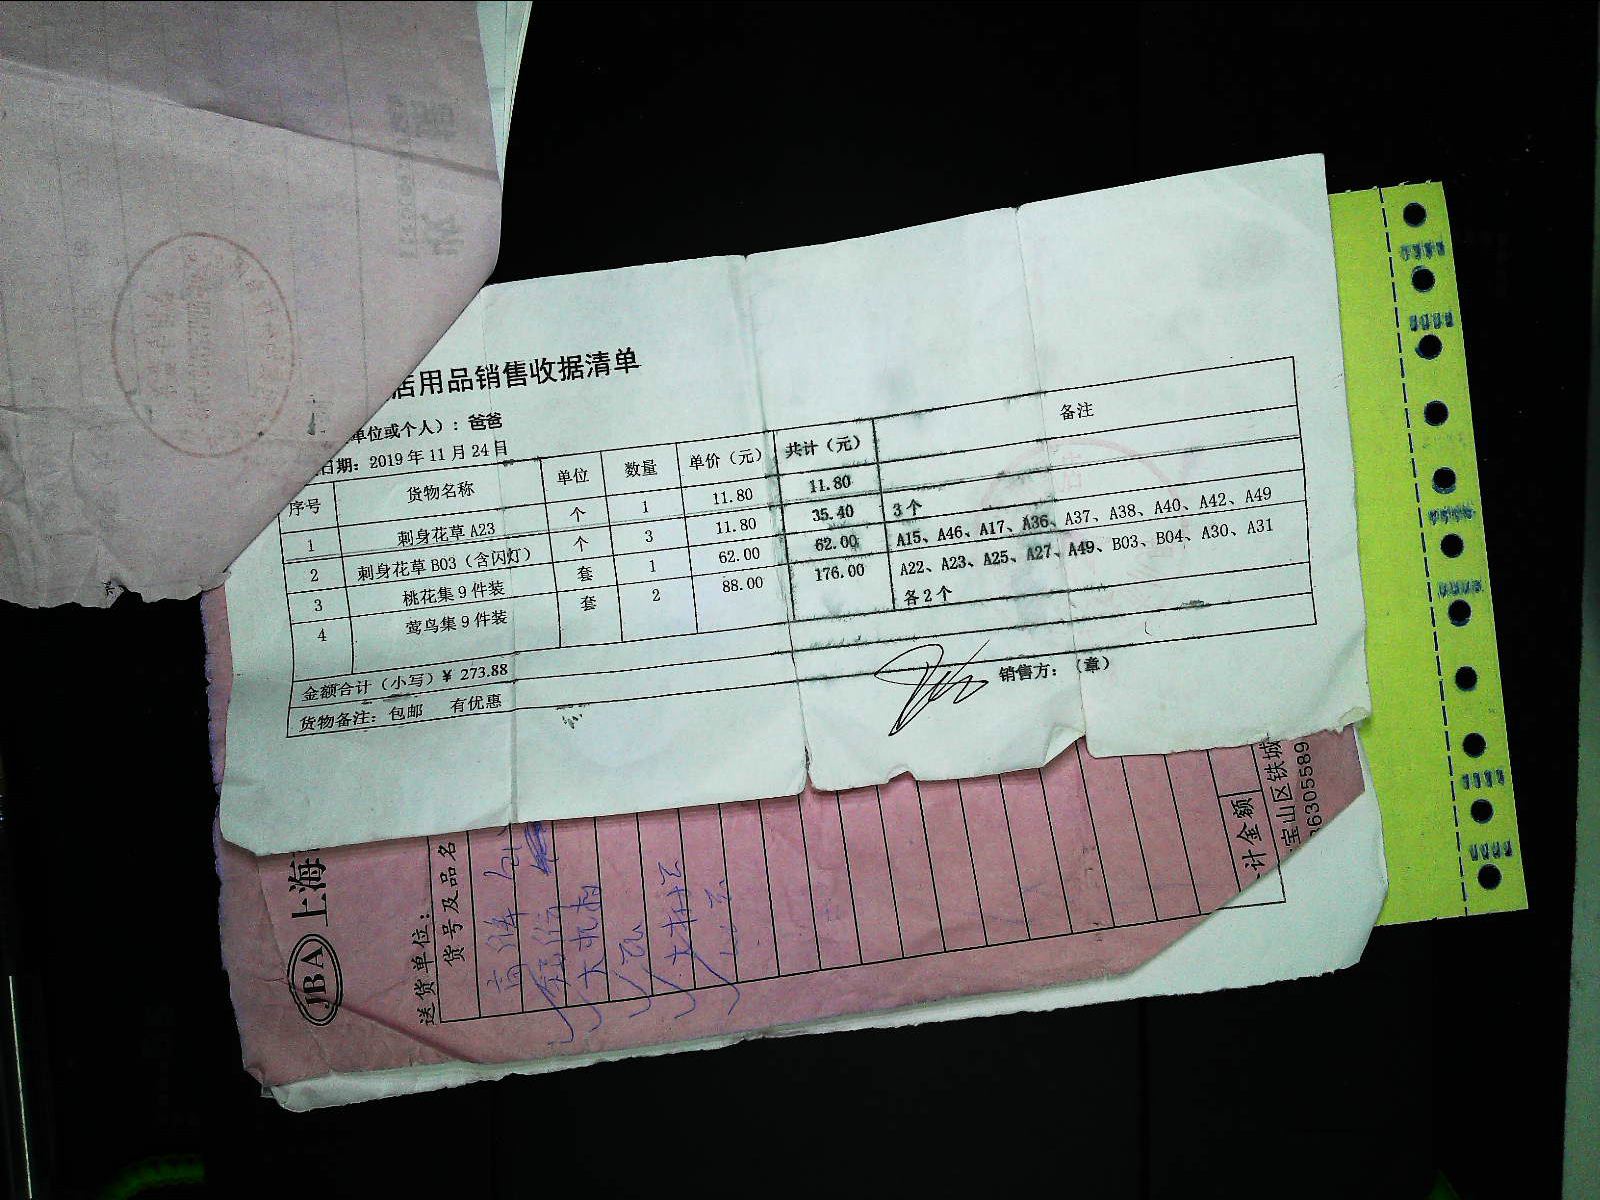 店用品销售收据清单
单位或个人）：爸爸
日期：2019年11月24日
序号 货物名称 单位 数量 单价（元） 共计（元） 备注
1 刺身花草A23 个 1 11.80 11.80
2 刺身花草B03（含闪灯） 个 3 11.80 35.40 3个
3 桃花集9件装 套 1 62.00 62.00 A15、A46、A17、A36、A37、A38、A40、A42、A49
4 莺鸟集9件装 套 2 88.00 176.00 A22、A23、A25、A27、A49、B03、B04、A30、A31
各2个
金额合计（小写）¥ 273.88
货物备注：包邮 有优惠
销售方：（章）
JBA 上海
送货单位：
货号及品名
计金额
宝山区铁城
6305589